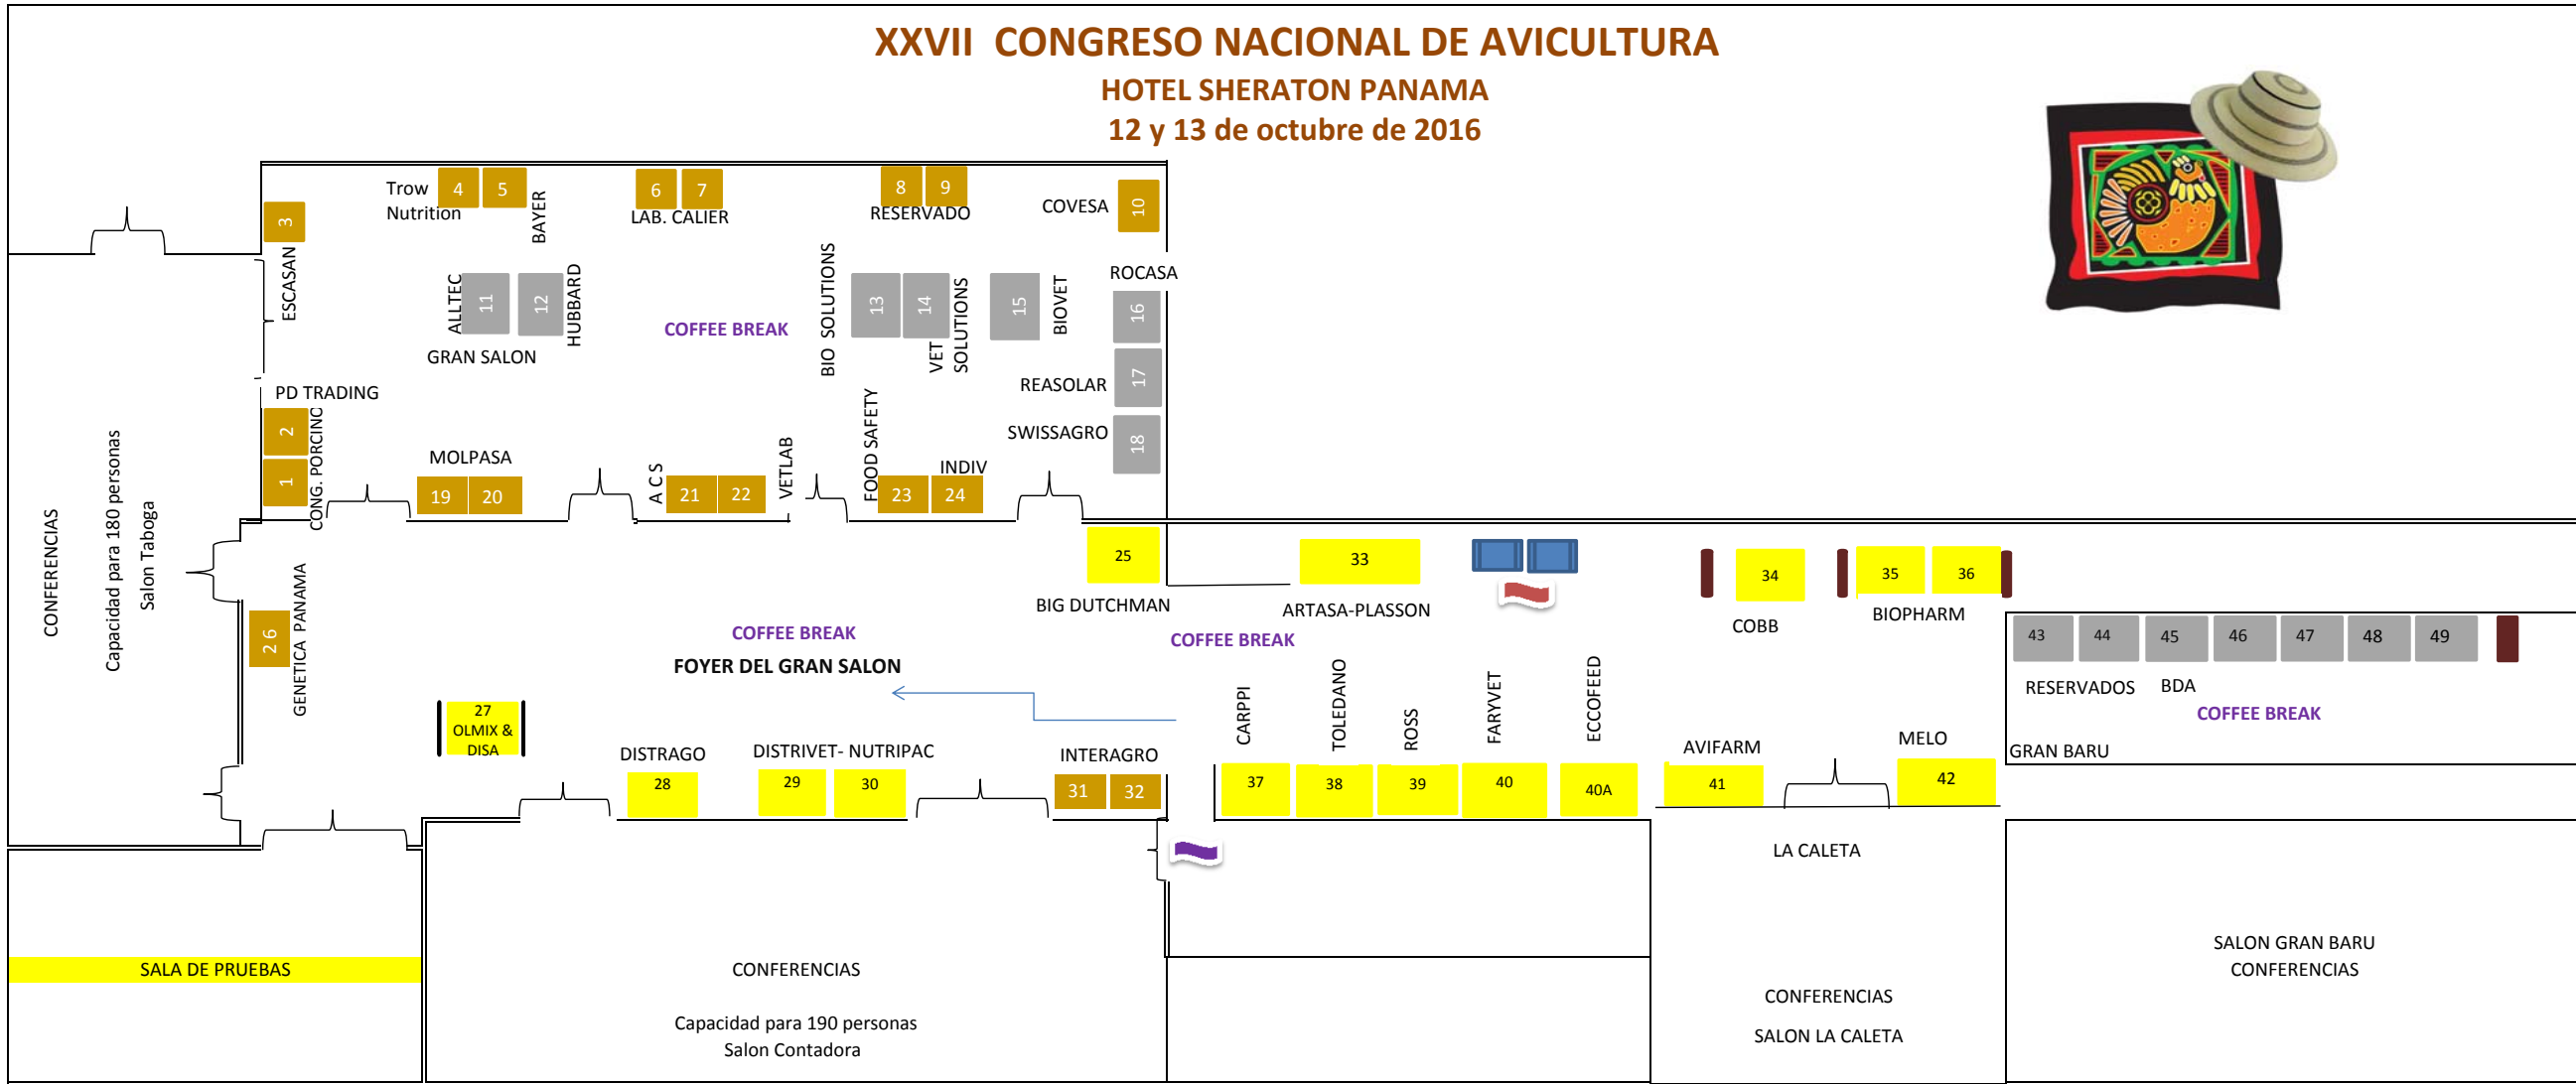 XXVII CONGRESO NACIONAL DE AVICULTURA
HOTEL SHERATON PANAMA
12 y 13 de octubre de 2016
Trow
Nutrition
4
5
BAYER
6
7
LAB. CALIER
8
9
RESERVADO
COVESA
10
3
ESCASAN
ALLTEC
11
12
HUBBARD
GRAN SALON
COFFEE BREAK
BIO SOLUTIONS
13
14
VET
SOLUTIONS
15
BIOVET
ROCASA
16
REASOLAR
17
SWISSAGRO
18
PD TRADING
2
1
CONG. PORCINO
MOLPASA
19
20
A C S
21
22
VETLAB
FOOD SAFETY
23
INDIV
24
CONFERENCIAS
Capacidad para 180 personas
Salon Taboga
2 6
GENETICA PANAMA
25
BIG DUTCHMAN
33
ARTASA-PLASSON
34
COBB
35
36
BIOPHARM
COFFEE BREAK
FOYER DEL GRAN SALON
COFFEE BREAK
43
44
45
46
47
48
49
RESERVADOS
BDA
COFFEE BREAK
GRAN BARU
27
OLMIX &
DISA
DISTRAGO
28
DISTRIVET- NUTRIPAC
29
30
INTERAGRO
31
32
CARPPI
37
TOLEDANO
38
ROSS
39
FARYVET
40
ECCOFEED
40A
AVIFARM
41
MELO
42
LA CALETA
SALA DE PRUEBAS
CONFERENCIAS
Capacidad para 190 personas
Salon Contadora
CONFERENCIAS
SALON LA CALETA
SALON GRAN BARU
CONFERENCIAS